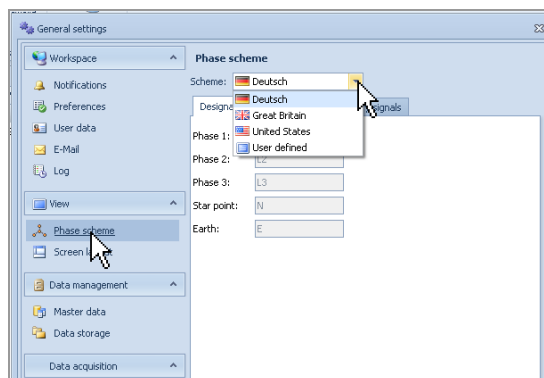 General settings
Workspace
Notifications
Preferences
User data
E-Mail
Log
View
Phase scheme
Screen
Data management
Master data
Data storage
Data acquisition
Phase scheme
Scheme: Deutsch
Deutsch
Great Britain
United States
User defined
Phase 1:
Phase 2: L2
Phase 3: L3
Star point: N
Earth: E